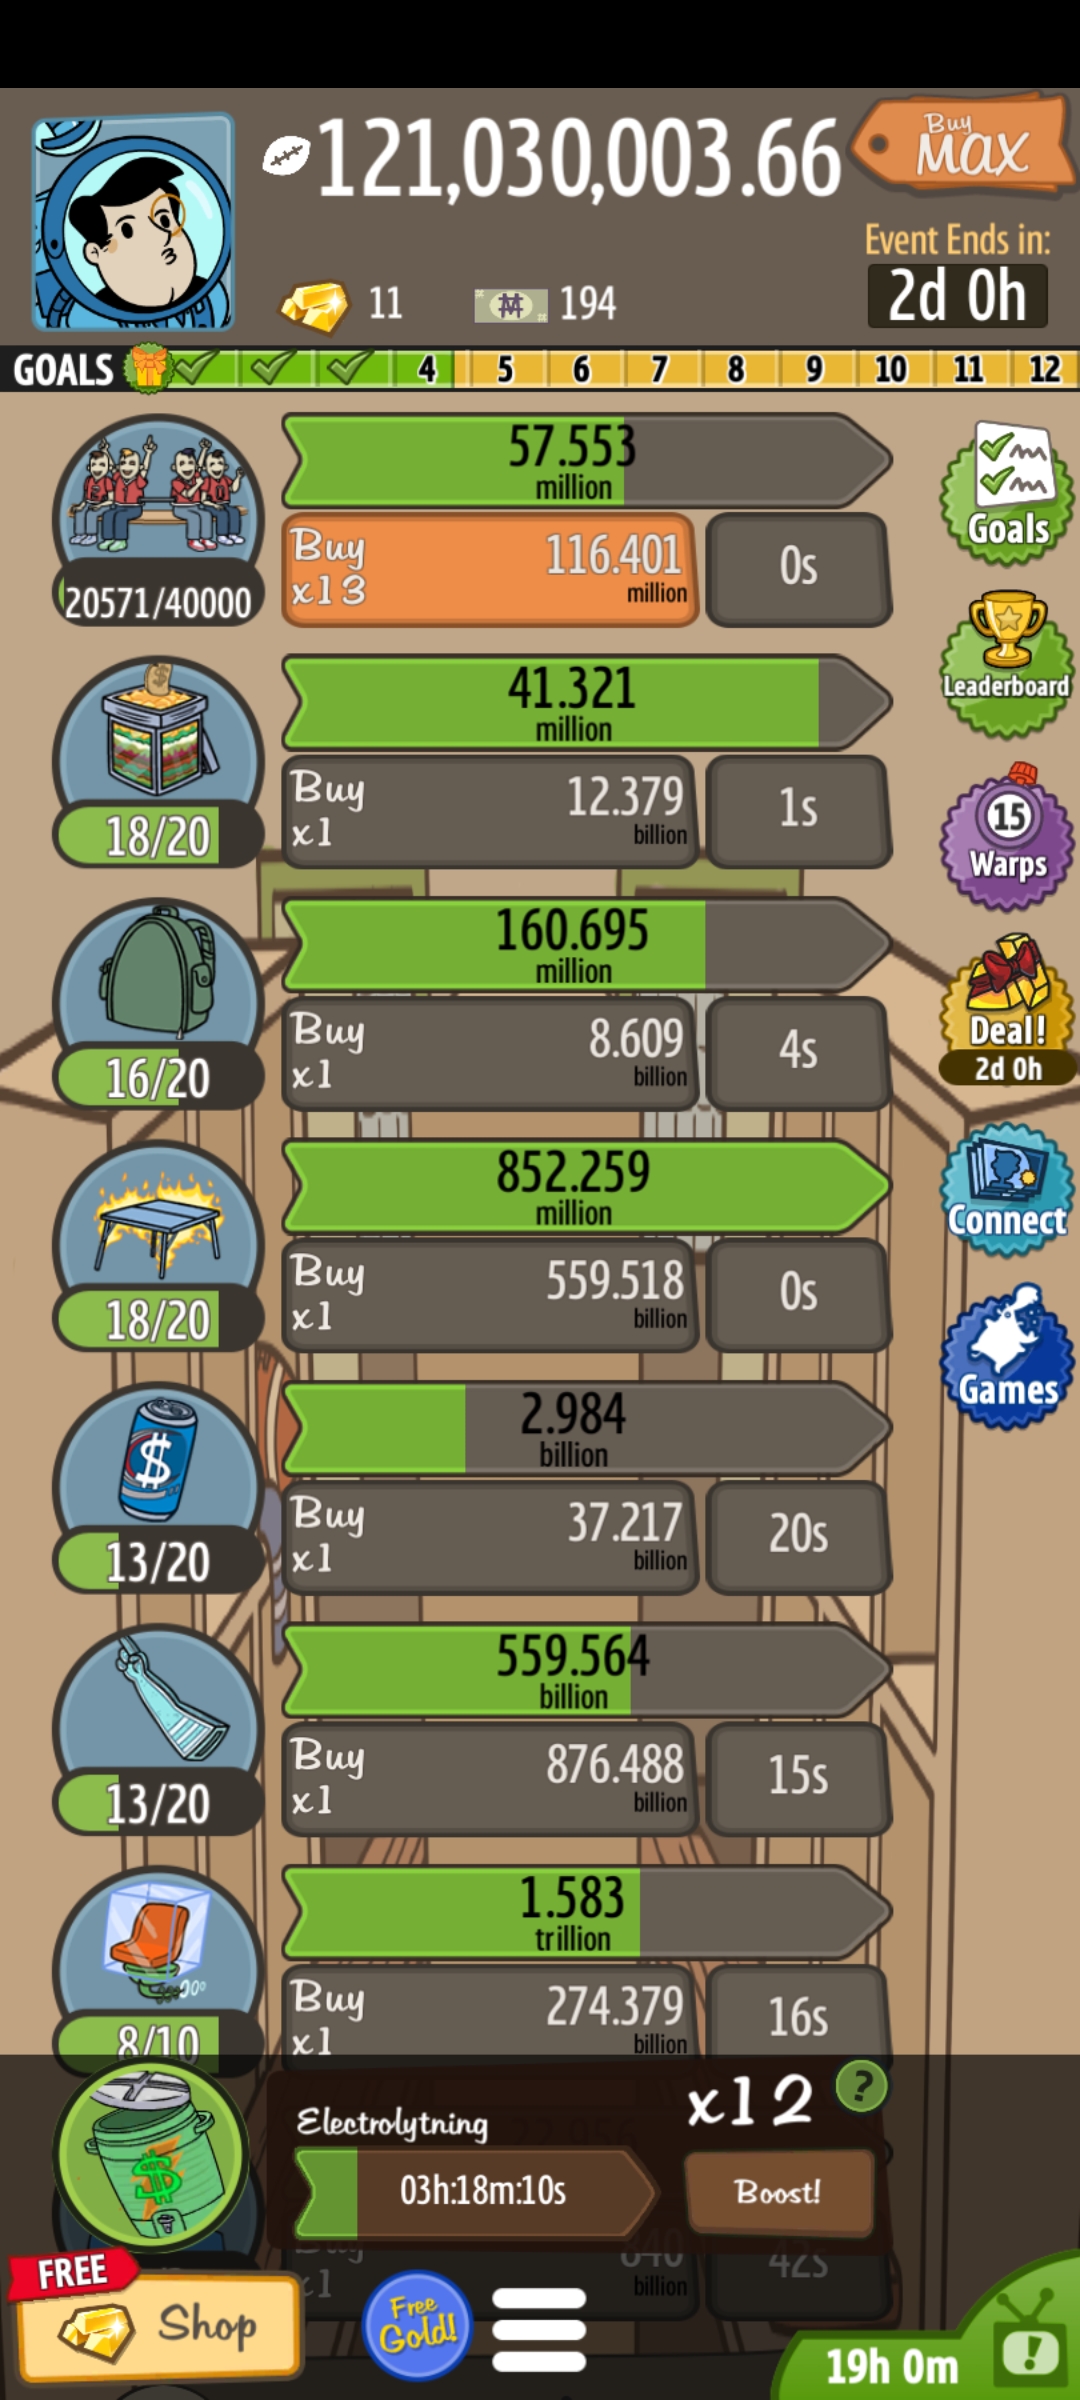 121,030,003.66
Buy
MAX
Event Ends in:
2d 0h
11
194
GOALS 4 5 6 7 8 9 10 11 12
57.553
million
20571/40000
Buy
x13
116.401
million
0s
Goals
41.321
million
18/20
Buy
x1
12.379
billion
1s
Leaderboard
160.695
million
16/20
Buy
x1
8.609
billion
4s
15
Warps
852.259
million
18/20
Buy
x1
559.518
billion
0s
Deal!
2d 0h
2.984
billion
13/20
Buy
x1
37.217
billion
20s
Connect
559.564
billion
13/20
Buy
x1
876.488
billion
15s
Games
1.583
trillion
8/10
Buy
x1
274.379
billion
16s
Electrolytning
x12
?
03h:18m:10s
Boost!
Buy
x1
billion
42s
FREE
Shop
Free
Gold!
19h 0m